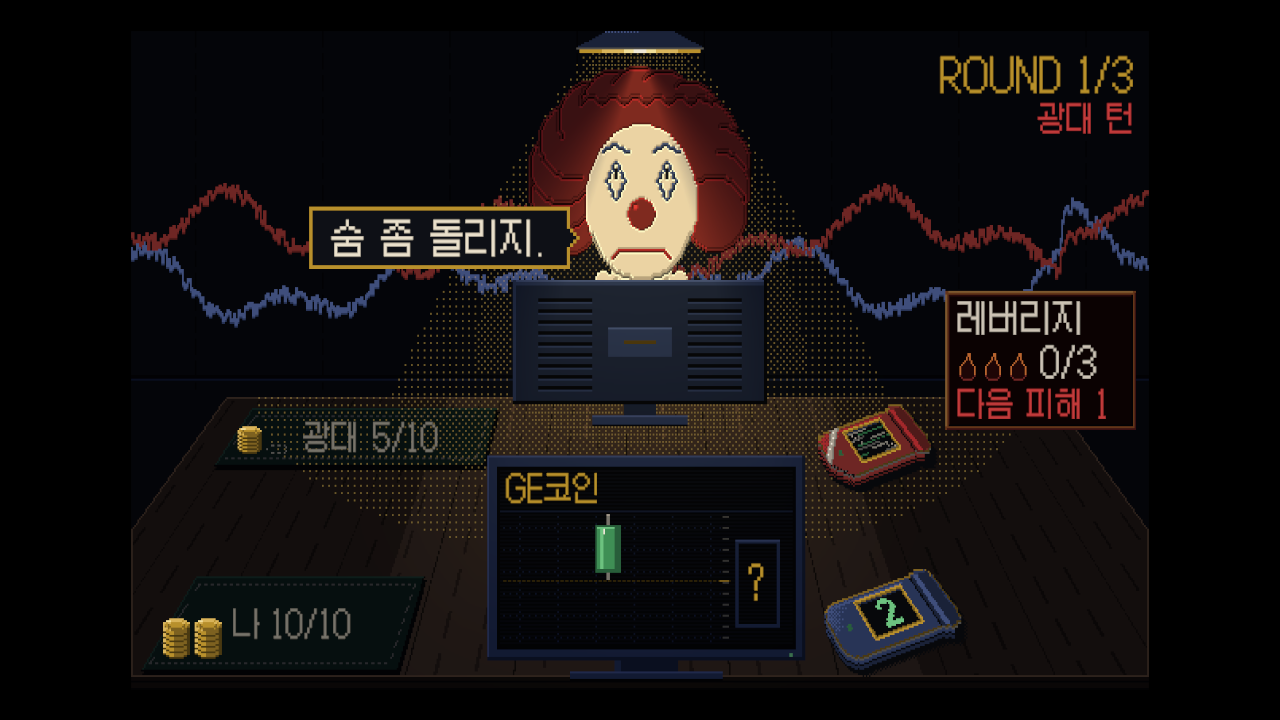 ROUND 1/3
광대 턴
숨 좀 돌리지.
레버리지
0/3
다음 피해 1
광대 5/10
GE코인
?
나 10/10
2